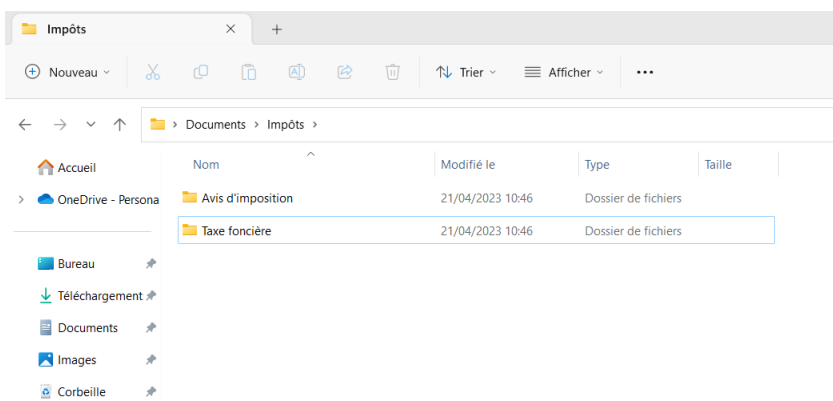 Impôts
Nouveau
Trier
Afficher
Documents > Impôts >
Accueil
OneDrive - Persona
Bureau
Téléchargement
Documents
Images
Corbeille
Nom Modifié le Type Taille
Avis d'imposition 21/04/2023 10:46 Dossier de fichiers
Taxe foncière 21/04/2023 10:46 Dossier de fichiers